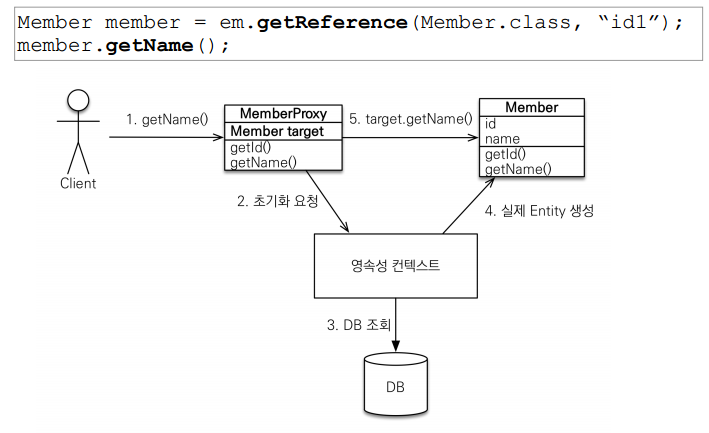 Member member = em.getReference(Member.class, “id1”);
member.getName();
Client
1. getName()
MemberProxy
Member target
getId()
getName()
5. target.getName()
Member
id
name
getId()
getName()
2. 초기화 요청
영속성 컨텍스트
4. 실제 Entity 생성
3. DB 조회
DB